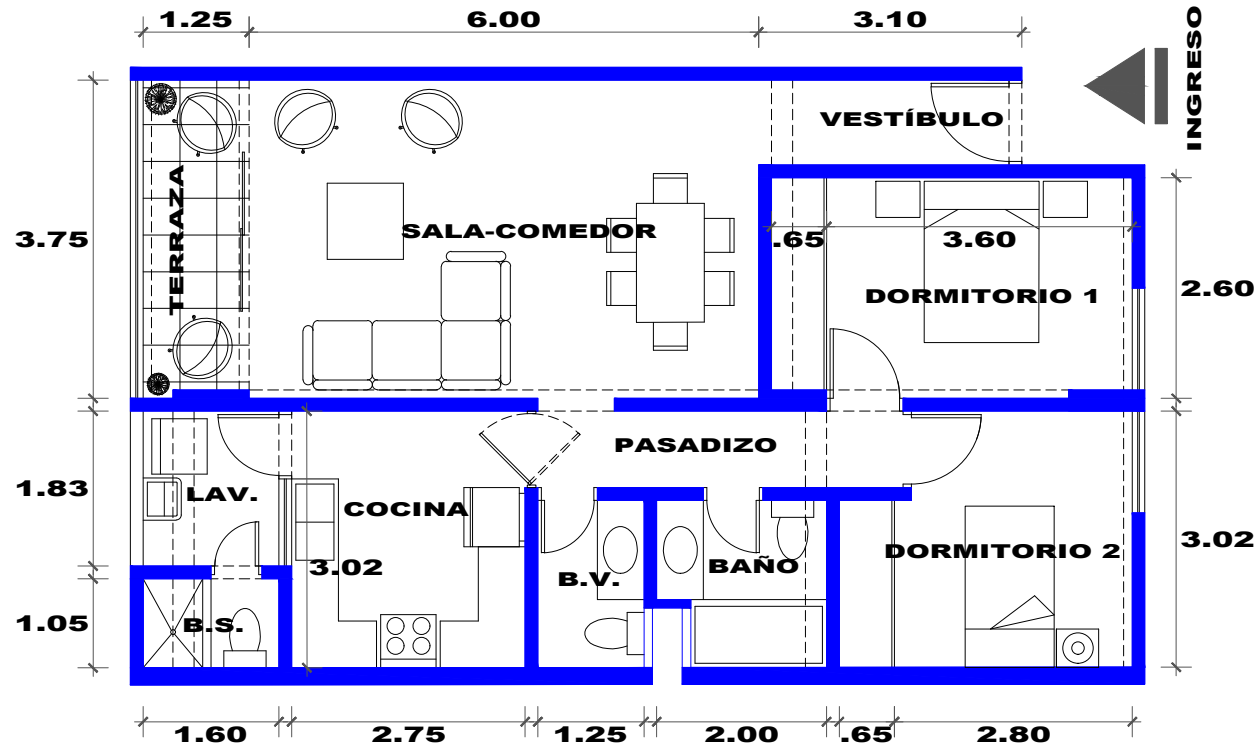 1.25
6.00
3.10
INGRESO
VESTÍBULO
TERRAZA
3.75
SALA-COMEDOR
.65
3.60
DORMITORIO 1
2.60
PASADIZO
1.83
LAV.
COCINA
3.02
B.V.
BAÑO
DORMITORIO 2
3.02
1.05
B.S.
1.60
2.75
1.25
2.00
.65
2.80